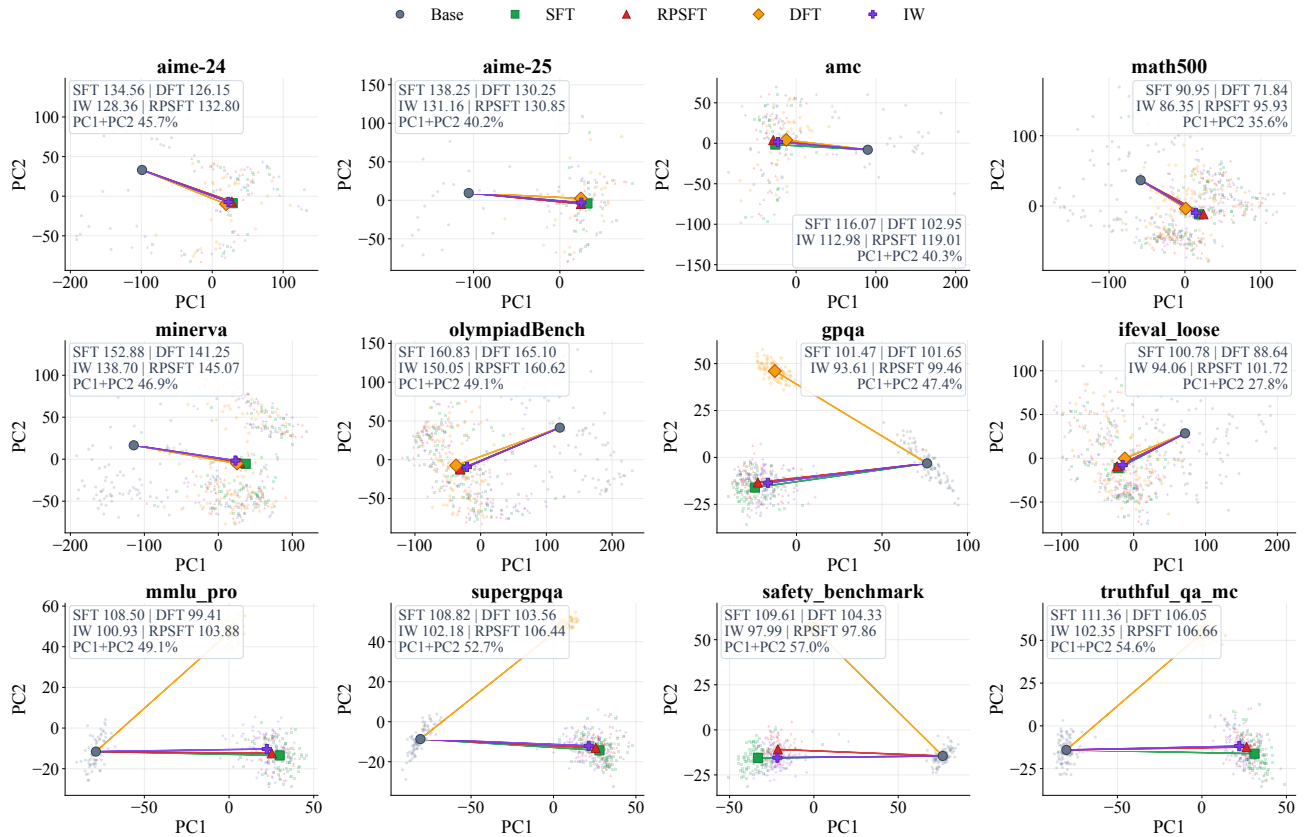 Base SFT RPSFT DFT IW
aime-24
SFT 134.56 | DFT 126.15
IW 128.36 | RPSFT 132.80
PC1+PC2 45.7%
100
50
0
−50
−200 −100 0 100
PC2
PC1
aime-25
SFT 138.25 | DFT 130.25
IW 131.16 | RPSFT 130.85
PC1+PC2 40.2%
150
100
50
0
−50
−100 0
PC2
PC1
amc
SFT 116.07 | DFT 102.95
IW 112.98 | RPSFT 119.01
PC1+PC2 40.3%
50
0
−50
−100
−150
0 100 200
PC2
PC1
math500
SFT 90.95 | DFT 71.84
IW 86.35 | RPSFT 95.93
PC1+PC2 35.6%
100
0
−100 0 100
PC2
PC1
minerva
SFT 152.88 | DFT 141.25
IW 138.70 | RPSFT 145.07
PC1+PC2 46.9%
100
50
0
−50
−200 −100 0 100
PC2
PC1
olympiadBench
SFT 160.83 | DFT 165.10
IW 150.05 | RPSFT 160.62
PC1+PC2 49.1%
150
100
50
0
−50
−100 0 100 200
PC2
PC1
gpqa
SFT 101.47 | DFT 101.65
IW 93.61 | RPSFT 99.46
PC1+PC2 47.4%
50
25
0
−25
0 50 100
PC2
PC1
ifeval_loose
SFT 100.78 | DFT 88.64
IW 94.06 | RPSFT 101.72
PC1+PC2 27.8%
100
50
0
−50
−100 0 100 200
PC2
PC1
mmlu_pro
SFT 108.50 | DFT 99.41
IW 100.93 | RPSFT 103.88
PC1+PC2 49.1%
60
40
20
0
−20
−50 0 50
PC2
PC1
supergpqa
SFT 108.82 | DFT 103.56
IW 102.18 | RPSFT 106.44
PC1+PC2 52.7%
60
40
20
0
−20
−50 0 50
PC2
PC1
safety_benchmark
SFT 109.61 | DFT 104.33
IW 97.99 | RPSFT 97.86
PC1+PC2 57.0%
50
25
0
−25
0 50
PC2
PC1
truthful_qa_mc
SFT 111.36 | DFT 106.05
IW 102.35 | RPSFT 106.66
PC1+PC2 54.6%
50
25
0
−25
−50 0 50
PC2
PC1